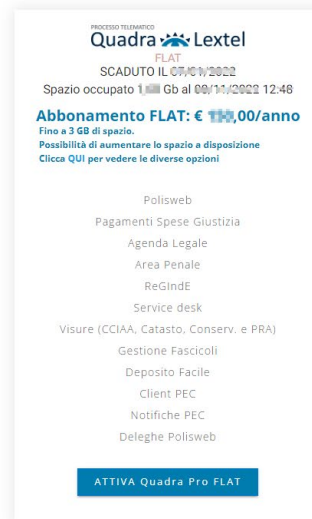 PROCESSO TELEMATICO
Quadra Lextel
FLAT
SCADUTO IL
Spazio occupato 1, Gb al 12:48
Abbonamento FLAT: € ,00/anno
Fino a 3 GB di spazio.
Possibilità di aumentare lo spazio a disposizione
Clicca QUI per vedere le diverse opzioni
Polisweb
Pagamenti Spese Giustizia
Agenda Legale
Area Penale
ReGIndE
Service desk
Visure (CCIAA, Catasto, Conserv. e PRA)
Gestione Fascicoli
Deposito Facile
Client PEC
Notifiche PEC
Deleghe Polisweb
ATTIVA Quadra Pro FLAT